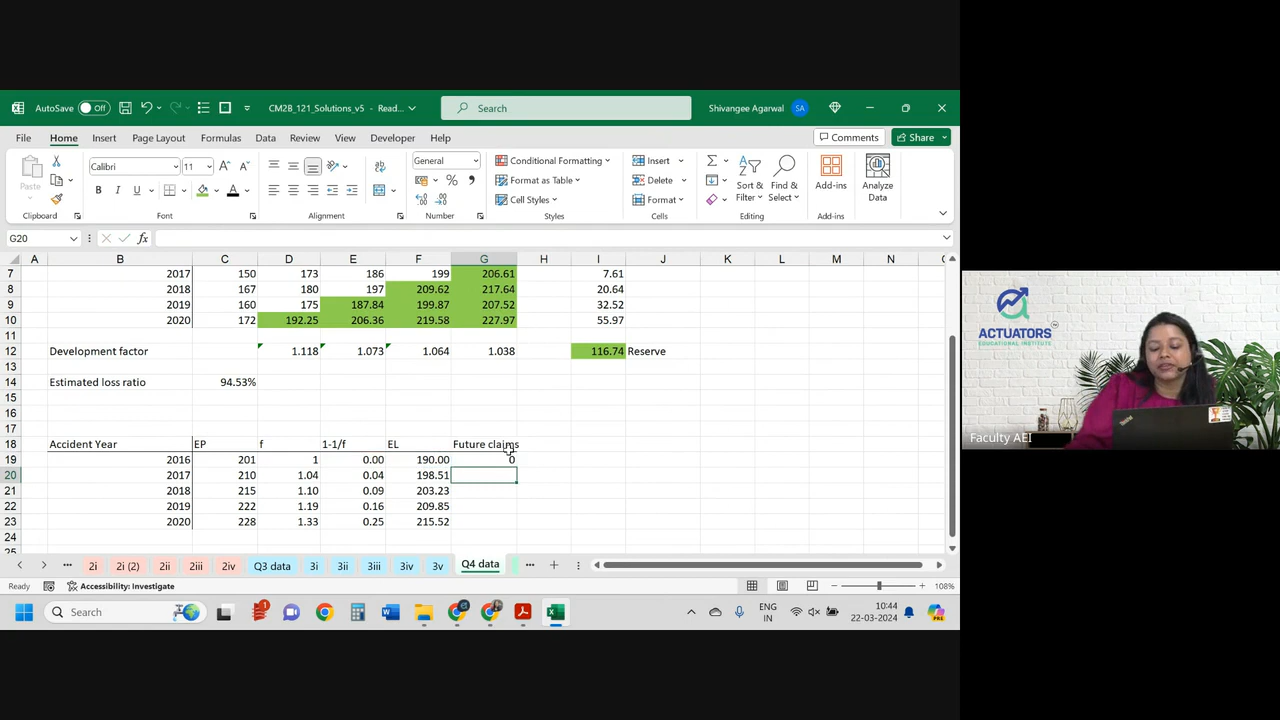 AutoSave Off CM2B_121_Solutions_v5 - Read... Search Shivangee Agarwal SA
File Home Insert Page Layout Formulas Data Review View Developer Help Comments Share
Paste Calibri 11 General Conditional Formatting Insert Sort & Filter Find & Select Add-ins Analyze Data
B I U A Format as Table Delete
Cell Styles Format
Clipboard Font Alignment Number Styles Cells Editing Add-ins
G20 fx
A B C D E F G H I J K L M N
7 2017 150 173 186 199 206.61 7.61
8 2018 167 180 197 209.62 217.64 20.64
9 2019 160 175 187.84 199.87 207.52 32.52
10 2020 172 192.25 206.36 219.58 227.97 55.97
11
12 Development factor 1.118 1.073 1.064 1.038 116.74 Reserve
13
14 Estimated loss ratio 94.53%
15
16
17
18 Accident Year EP f 1-1/f EL Future claims
19 2016 201 1 0.00 190.00 0
20 2017 210 1.04 0.04 198.51
21 2018 215 1.10 0.09 203.23
22 2019 222 1.19 0.16 209.85
23 2020 228 1.33 0.25 215.52
24
25
... 2i 2i (2) 2ii 2iii 2iv Q3 data 3i 3ii 3iii 3iv 3v Q4 data ...
Ready Accessibility: Investigate 108%
Search ENG IN 10:44 22-03-2024
ACTUATORS
EDUCATIONAL INSTITUTE
ThinkPad
Faculty AEI